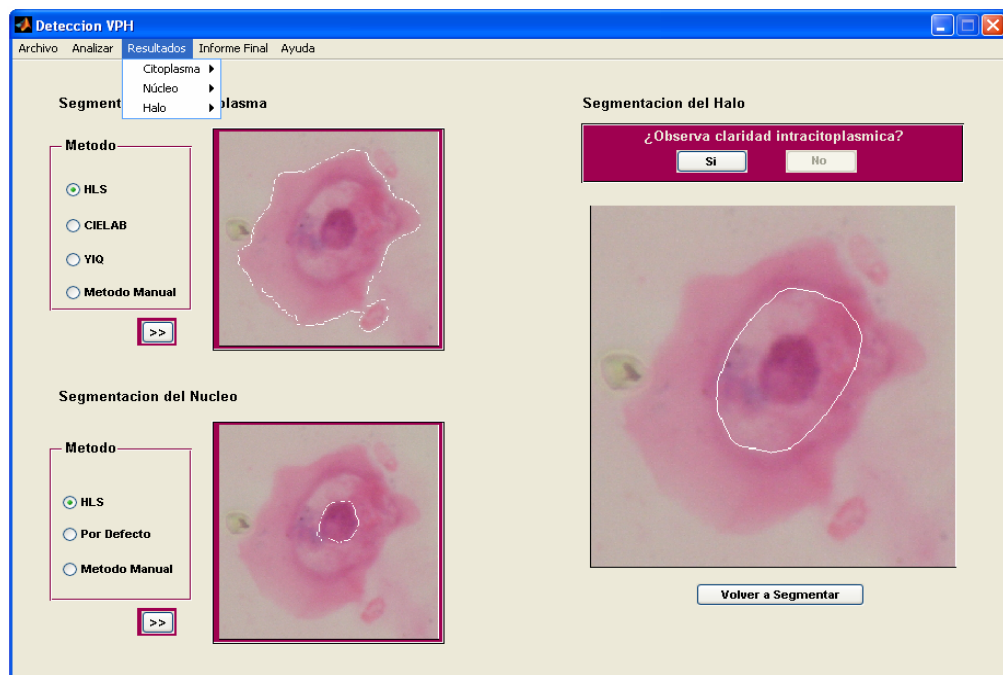 Deteccion VPH
Archivo Analizar Resultados Informe Final Ayuda
Citoplasma
Núcleo
Halo
Segment plasma
Metodo
HLS
CIELAB
YIQ
Metodo Manual
>>
Segmentacion del Nucleo
Metodo
HLS
Por Defecto
Metodo Manual
>>
Segmentacion del Halo
¿Observa claridad intracitoplasmica?
Si No
Volver a Segmentar